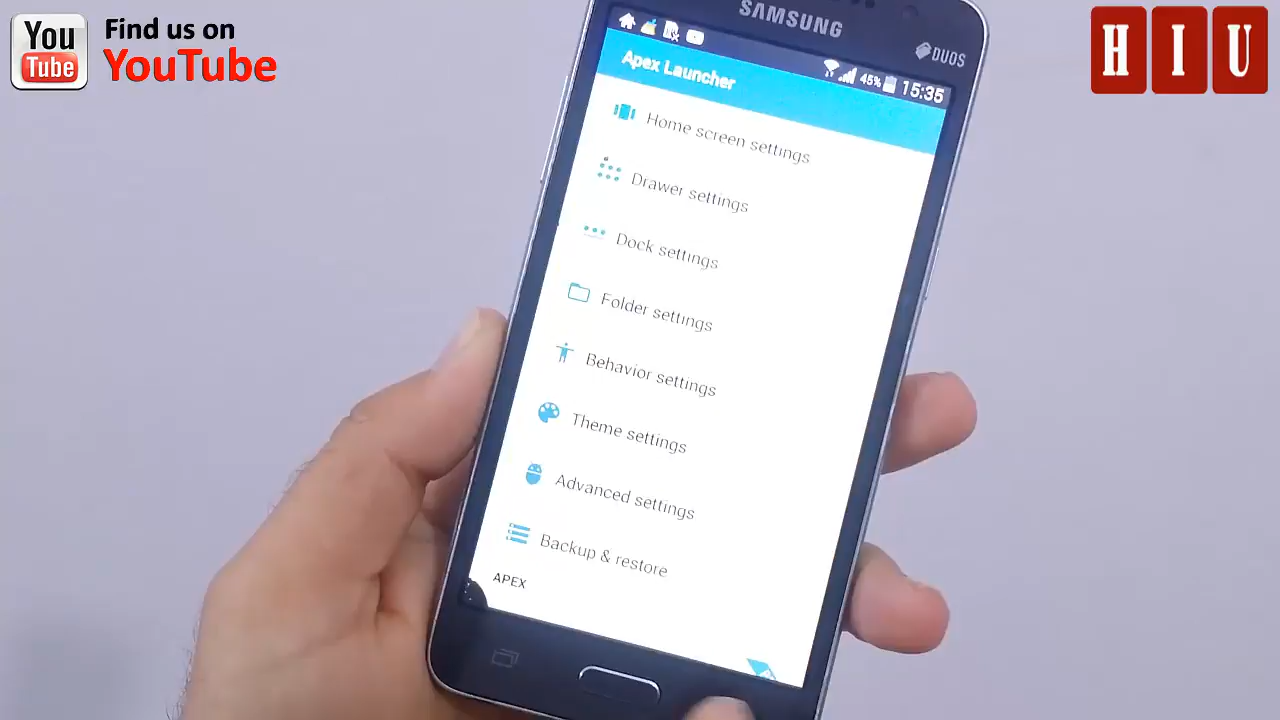 You
Tube
Find us on
YouTube
HIU
SAMSUNG
DUOS
45% 15:35
Apex Launcher
Home screen settings
Drawer settings
Dock settings
Folder settings
Behavior settings
Theme settings
Advanced settings
Backup & restore
APEX